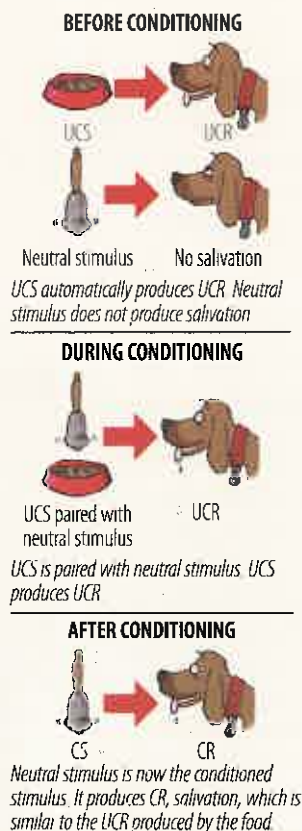 BEFORE CONDITIONING
UCS UCR
Neutral stimulus No salivation
UCS automatically produces UCR Neutral
stimulus does not produce salivation
DURING CONDITIONING
UCS paired with UCR
neutral stimulus
UCS is paired with neutral stimulus UCS
produces UCR
AFTER CONDITIONING
CS CR
Neutral stimulus is now the conditioned
stimulus. It produces CR, salivation, which is
similar to the UCR produced by the food.